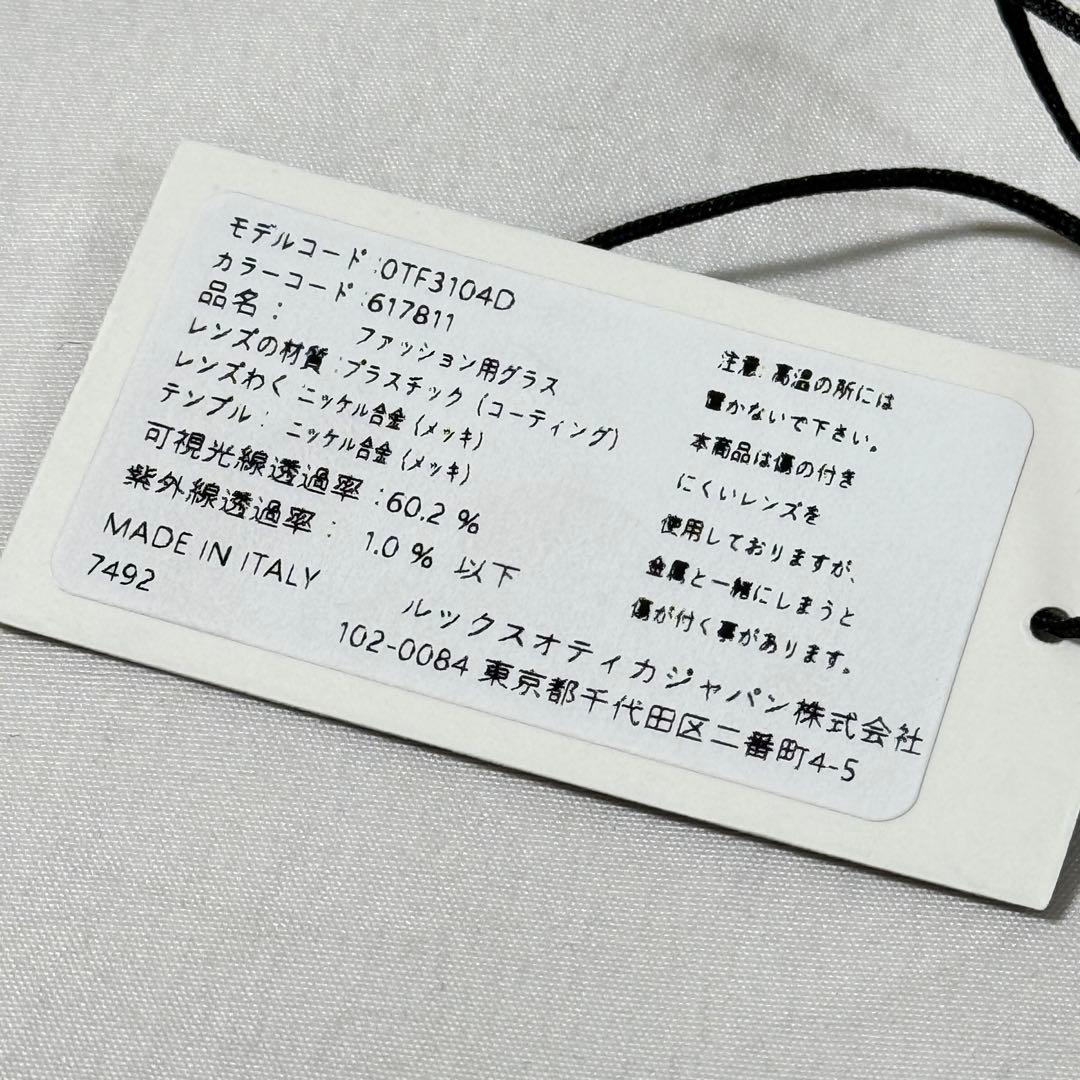 モデルコード:0TF3104D
カラーコード:617811
品名: ファッション用グラス
レンズの材質:プラスチック(コーティング)
レンズわく:ニッケル合金(メッキ)
テンプル: ニッケル合金(メッキ)
可視光線透過率:60.2 %
紫外線透過率: 1.0 % 以下
MADE IN ITALY
7492
注意:高温の所には
置かないで下さい。
本商品は傷の付き
にくいレンズを
使用しておりますが、
金属と一緒にしまうと
傷が付く事があります。
ルックスオティカジャパン株式会社
102-0084 東京都千代田区二番町4-5